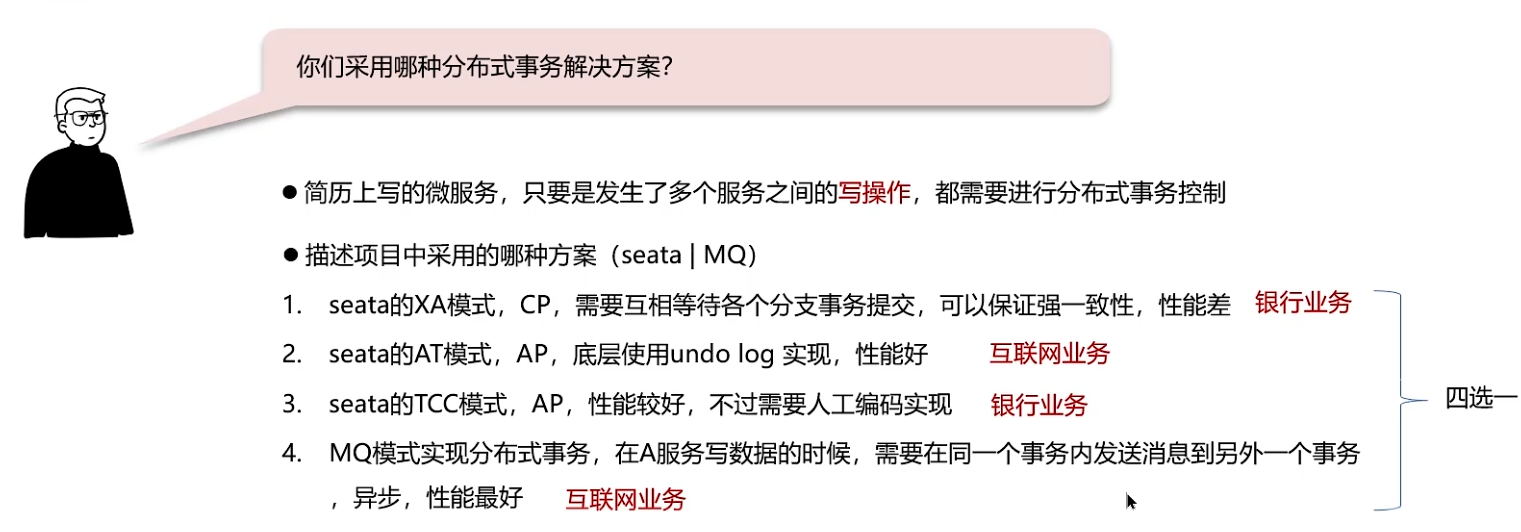 你们采用哪种分布式事务解决方案？
● 简历上写的微服务，只要是发生了多个服务之间的写操作，都需要进行分布式事务控制
● 描述项目中采用的哪种方案（seata | MQ）
1. seata的XA模式，CP，需要互相等待各个分支事务提交，可以保证强一致性，性能差 银行业务
2. seata的AT模式，AP，底层使用undo log 实现，性能好 互联网业务
3. seata的TCC模式，AP，性能较好，不过需要人工编码实现 银行业务
四选一
4. MQ模式实现分布式事务，在A服务写数据的时候，需要在同一个事务内发送消息到另外一个事务
，异步，性能最好 互联网业务